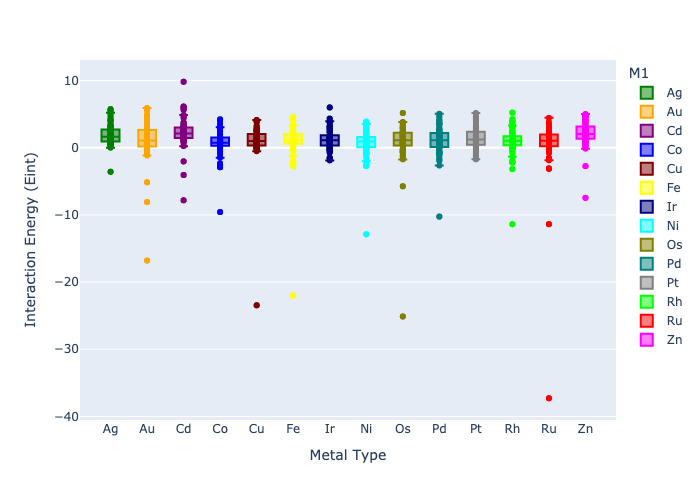 M1
Ag
Au
Cd
Co
Cu
Fe
Ir
Ni
Os
Pd
Pt
Rh
Ru
Zn
10
0
−10
−20
−30
−40
Interaction Energy (Eint)
Ag Au Cd Co Cu Fe Ir Ni Os Pd Pt Rh Ru Zn
Metal Type